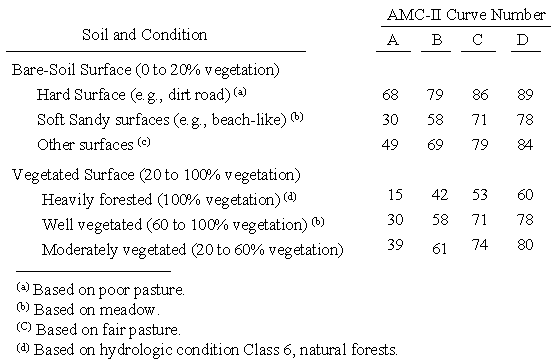 AMC-II Curve Number
Soil and Condition A B C D
Bare-Soil Surface (0 to 20% vegetation)
Hard Surface (e.g., dirt road) (a) 68 79 86 89
Soft Sandy surfaces (e.g., beach-like) (b) 30 58 71 78
Other surfaces (c) 49 69 79 84
Vegetated Surface (20 to 100% vegetation)
Heavily forested (100% vegetation) (d) 15 42 53 60
Well vegetated (60 to 100% vegetation) (b) 30 58 71 78
Moderately vegetated (20 to 60% vegetation) 39 61 74 80
(a) Based on poor pasture.
(b) Based on meadow.
(C) Based on fair pasture.
(d) Based on hydrologic condition Class 6, natural forests.